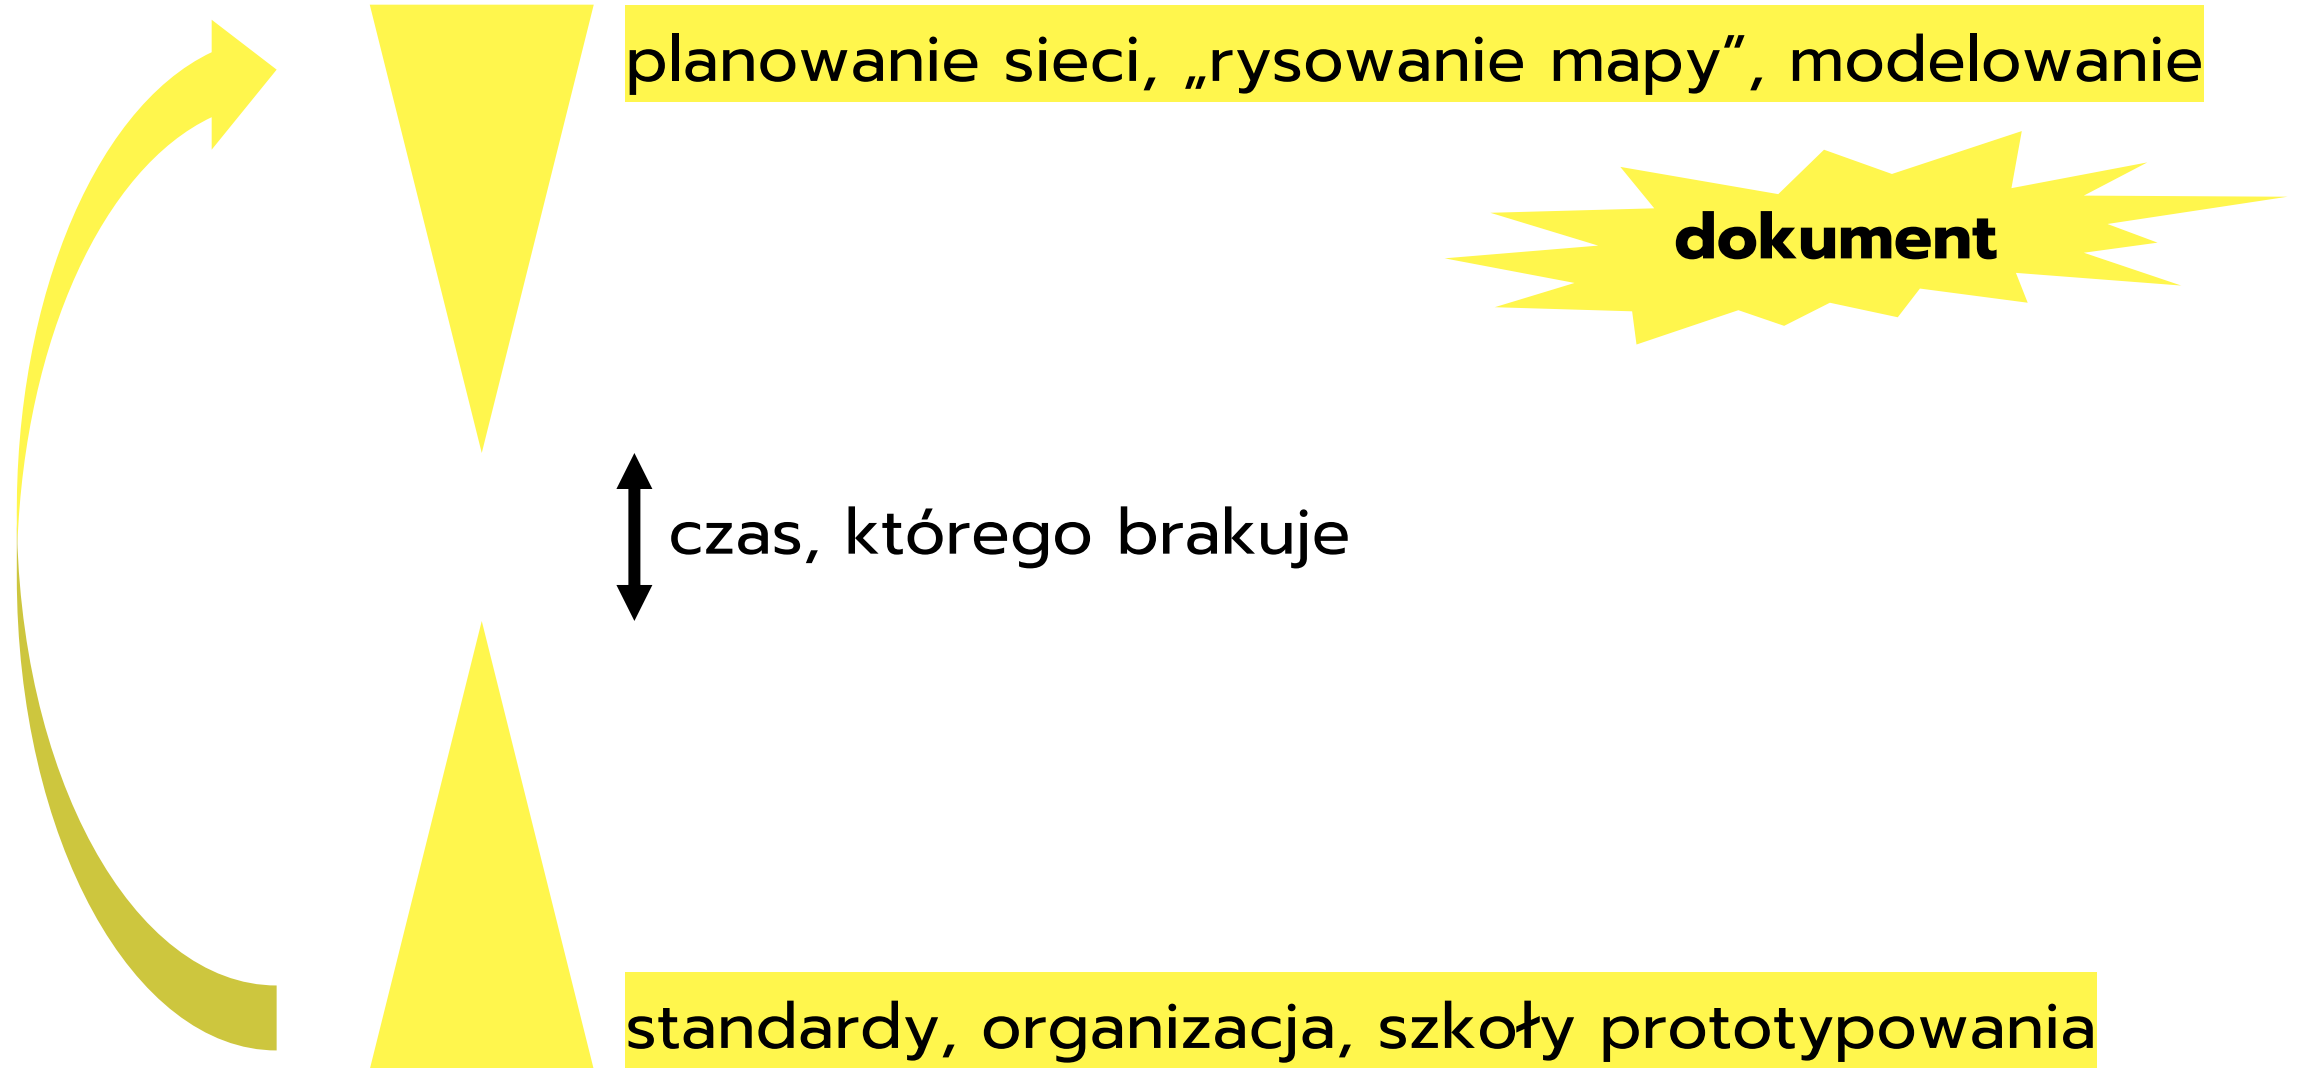 planowanie sieci, „rysowanie mapy”, modelowanie
dokument
czas, którego brakuje
standardy, organizacja, szkoły prototypowania